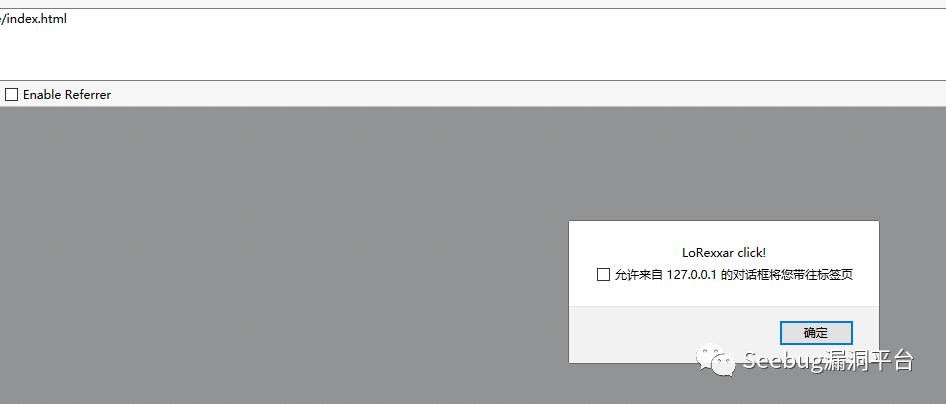 e/index.html
Enable Referrer
LoRexxar click!
允许来自 127.0.0.1 的对话框将您带往标签页
确定
Seebug漏洞平台